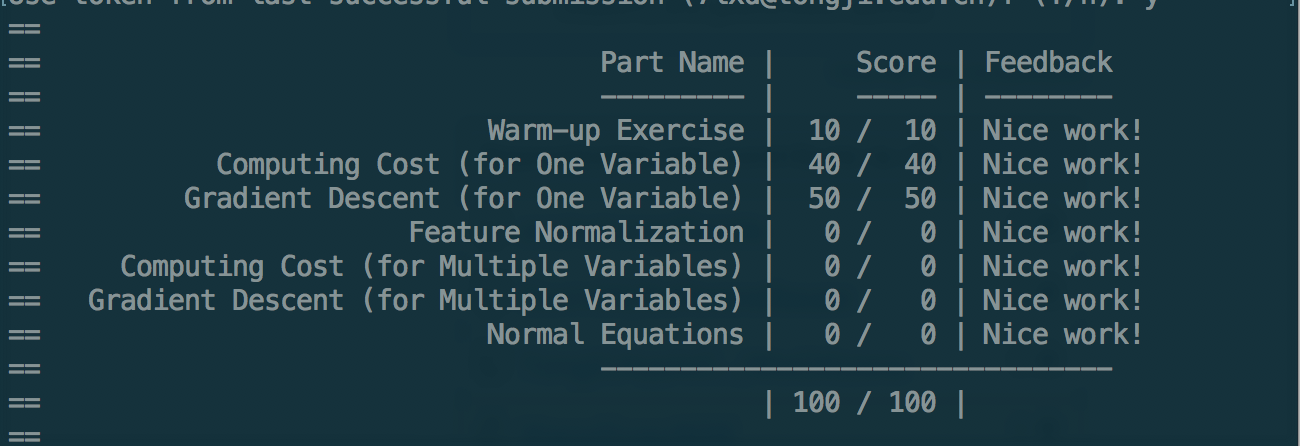 ==
== Part Name | Score | Feedback
== --------- | ----- | --------
== Warm-up Exercise | 10 / 10 | Nice work!
== Computing Cost (for One Variable) | 40 / 40 | Nice work!
== Gradient Descent (for One Variable) | 50 / 50 | Nice work!
== Feature Normalization | 0 / 0 | Nice work!
== Computing Cost (for Multiple Variables) | 0 / 0 | Nice work!
== Gradient Descent (for Multiple Variables) | 0 / 0 | Nice work!
== Normal Equations | 0 / 0 | Nice work!
== --------------------------------
== | 100 / 100 |
==